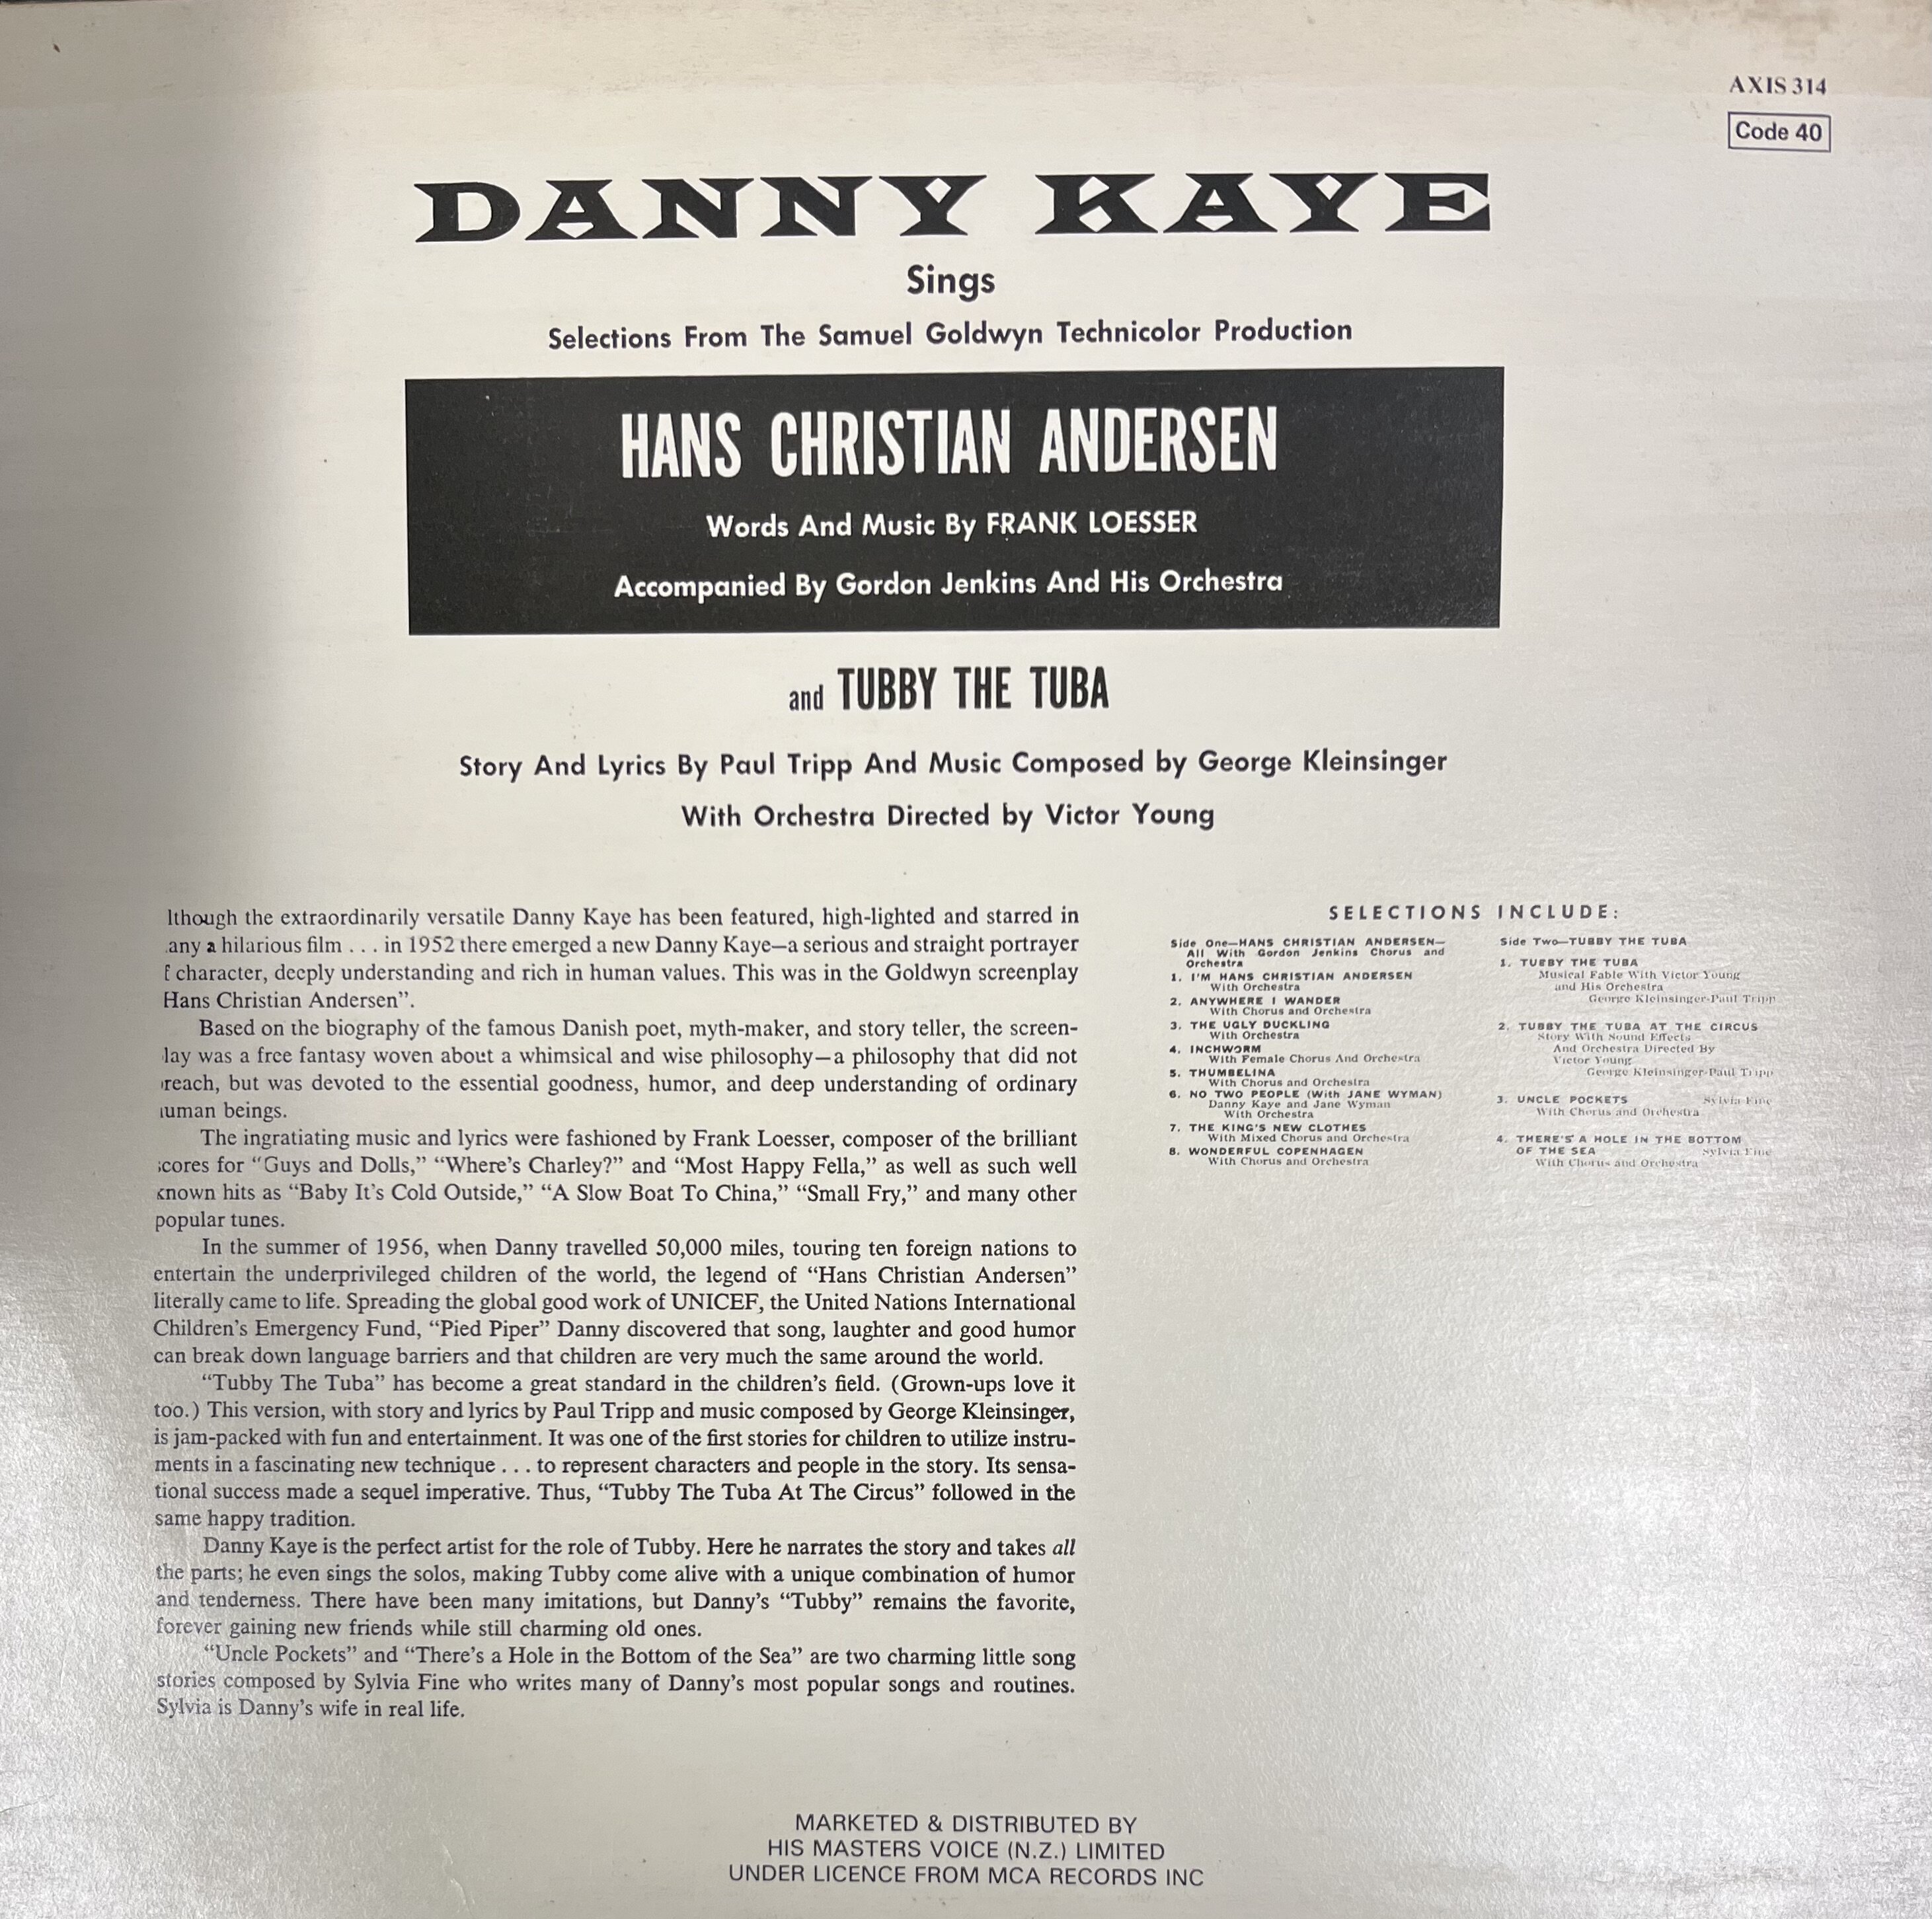 AXIS 314
Code 40
DANNY KAYE
Sings
Selections From The Samuel Goldwyn Technicolor Production
HANS CHRISTIAN ANDERSEN
Words And Music By FRANK LOESSER
Accompanied By Gordon Jenkins And His Orchestra
and TUBBY THE TUBA
Story And Lyrics By Paul Tripp And Music Composed by George Kleinsinger
With Orchestra Directed by Victor Young
lthough the extraordinarily versatile Danny Kaye has been featured, high-lighted and starred in
any a hilarious film . . . in 1952 there emerged a new Danny Kaye—a serious and straight portrayer
f character, deeply understanding and rich in human values. This was in the Goldwyn screenplay
Hans Christian Andersen”.
Based on the biography of the famous Danish poet, myth-maker, and story teller, the screen-
lay was a free fantasy woven about a whimsical and wise philosophy—a philosophy that did not
reach, but was devoted to the essential goodness, humor, and deep understanding of ordinary
uman beings.
The ingratiating music and lyrics were fashioned by Frank Loesser, composer of the brilliant
scores for “Guys and Dolls,” “Where’s Charley?” and “Most Happy Fella,” as well as such well
known hits as “Baby It’s Cold Outside,” “A Slow Boat To China,” “Small Fry,” and many other
popular tunes.
In the summer of 1956, when Danny travelled 50,000 miles, touring ten foreign nations to
entertain the underprivileged children of the world, the legend of “Hans Christian Andersen”
literally came to life. Spreading the global good work of UNICEF, the United Nations International
Children’s Emergency Fund, “Pied Piper” Danny discovered that song, laughter and good humor
can break down language barriers and that children are very much the same around the world.
“Tubby The Tuba” has become a great standard in the children’s field. (Grown-ups love it
too.) This version, with story and lyrics by Paul Tripp and music composed by George Kleinsinger,
is jam-packed with fun and entertainment. It was one of the first stories for children to utilize instru-
ments in a fascinating new technique . . . to represent characters and people in the story. Its sensa-
tional success made a sequel imperative. Thus, “Tubby The Tuba At The Circus” followed in the
same happy tradition.
Danny Kaye is the perfect artist for the role of Tubby. Here he narrates the story and takes all
the parts; he even sings the solos, making Tubby come alive with a unique combination of humor
and tenderness. There have been many imitations, but Danny’s “Tubby” remains the favorite,
forever gaining new friends while still charming old ones.
“Uncle Pockets” and “There’s a Hole in the Bottom of the Sea” are two charming little song
stories composed by Sylvia Fine who writes many of Danny’s most popular songs and routines.
Sylvia is Danny’s wife in real life.
SELECTIONS INCLUDE:
Side One—HANS CHRISTIAN ANDERSEN—
All With Gordon Jenkins Chorus and
Orchestra
1. I'M HANS CHRISTIAN ANDERSEN
With Orchestra
2. ANYWHERE I WANDER
With Chorus and Orchestra
3. THE UGLY DUCKLING
With Orchestra
4. INCHWORM
With Female Chorus And Orchestra
5. THUMBELINA
With Chorus and Orchestra
6. NO TWO PEOPLE (With JANE WYMAN)
Danny Kaye and Jane Wyman
With Orchestra
7. THE KING'S NEW CLOTHES
With Mixed Chorus and Orchestra
8. WONDERFUL COPENHAGEN
With Chorus and Orchestra
Side Two—TUBBY THE TUBA
1. TUBBY THE TUBA
Musical Fable With Victor Young
and His Orchestra
George Kleinsinger-Paul Tripp
2. TUBBY THE TUBA AT THE CIRCUS
Story With Sound Effects
And Orchestra Directed By
Victor Young
George Kleinsinger-Paul Tripp
3. UNCLE POCKETS Sylvia Fine
With Chorus and Orchestra
4. THERE'S A HOLE IN THE BOTTOM
OF THE SEA Sylvia Fine
With Chorus and Orchestra
MARKETED & DISTRIBUTED BY
HIS MASTERS VOICE (N.Z.) LIMITED
UNDER LICENCE FROM MCA RECORDS INC